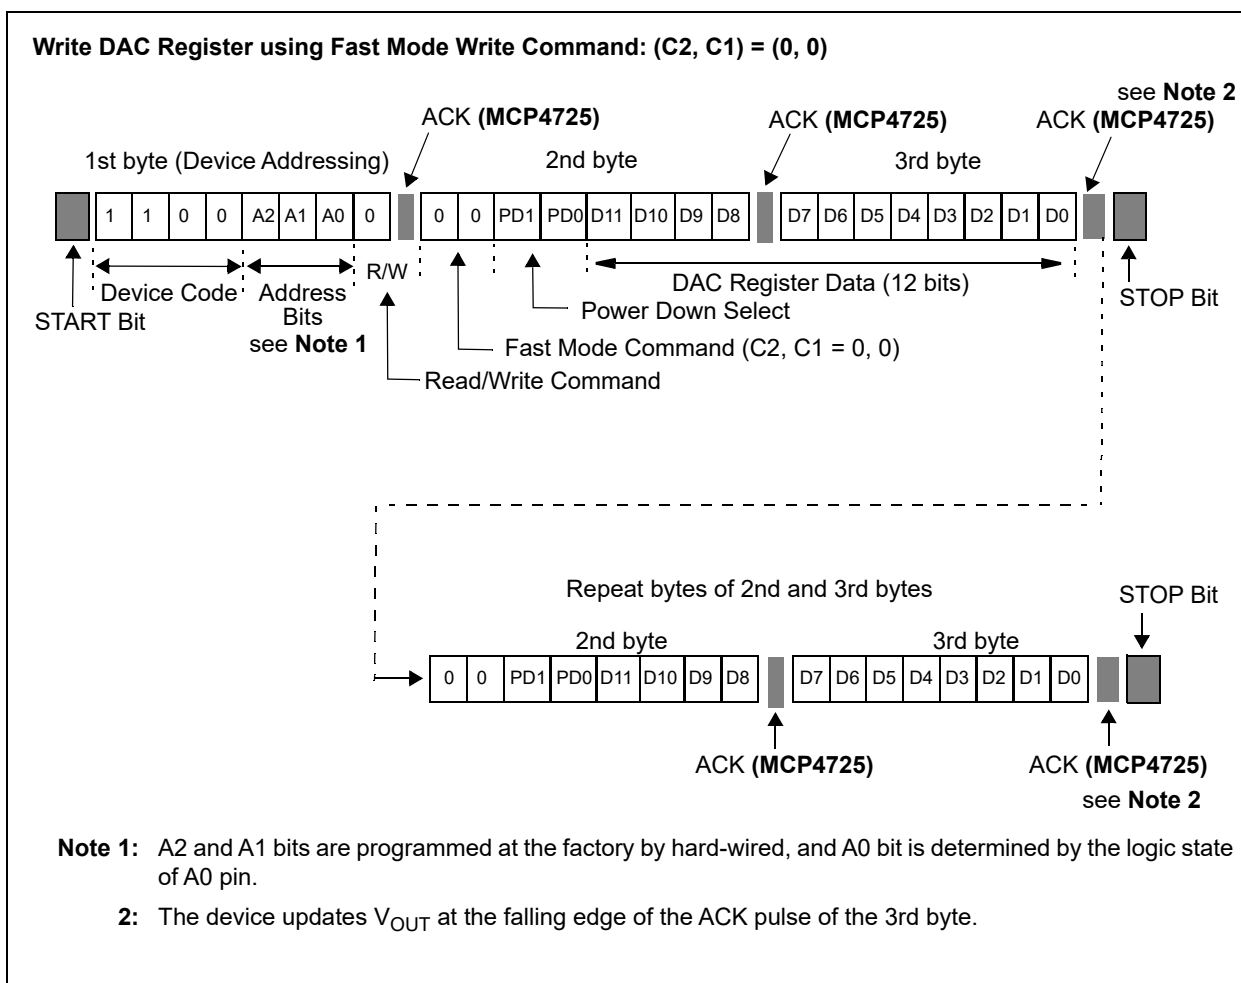 Write DAC Register using Fast Mode Write Command: (C2, C1) = (0, 0)
see Note 2
ACK (MCP4725) ACK (MCP4725) ACK (MCP4725)
1st byte (Device Addressing) 2nd byte 3rd byte
1 1 0 0 A2 A1 A0 0 0 0 PD1 PD0 D11 D10 D9 D8 D7 D6 D5 D4 D3 D2 D1 D0
R/W
Device Code Address Bits see Note 1 DAC Register Data (12 bits)
START Bit Power Down Select STOP Bit
Fast Mode Command (C2, C1 = 0, 0)
Read/Write Command
Repeat bytes of 2nd and 3rd bytes STOP Bit
2nd byte 3rd byte
0 0 PD1 PD0 D11 D10 D9 D8 D7 D6 D5 D4 D3 D2 D1 D0
ACK (MCP4725) ACK (MCP4725)
see Note 2
Note 1: A2 and A1 bits are programmed at the factory by hard-wired, and A0 bit is determined by the logic state
of A0 pin.
2: The device updates VOUT at the falling edge of the ACK pulse of the 3rd byte.